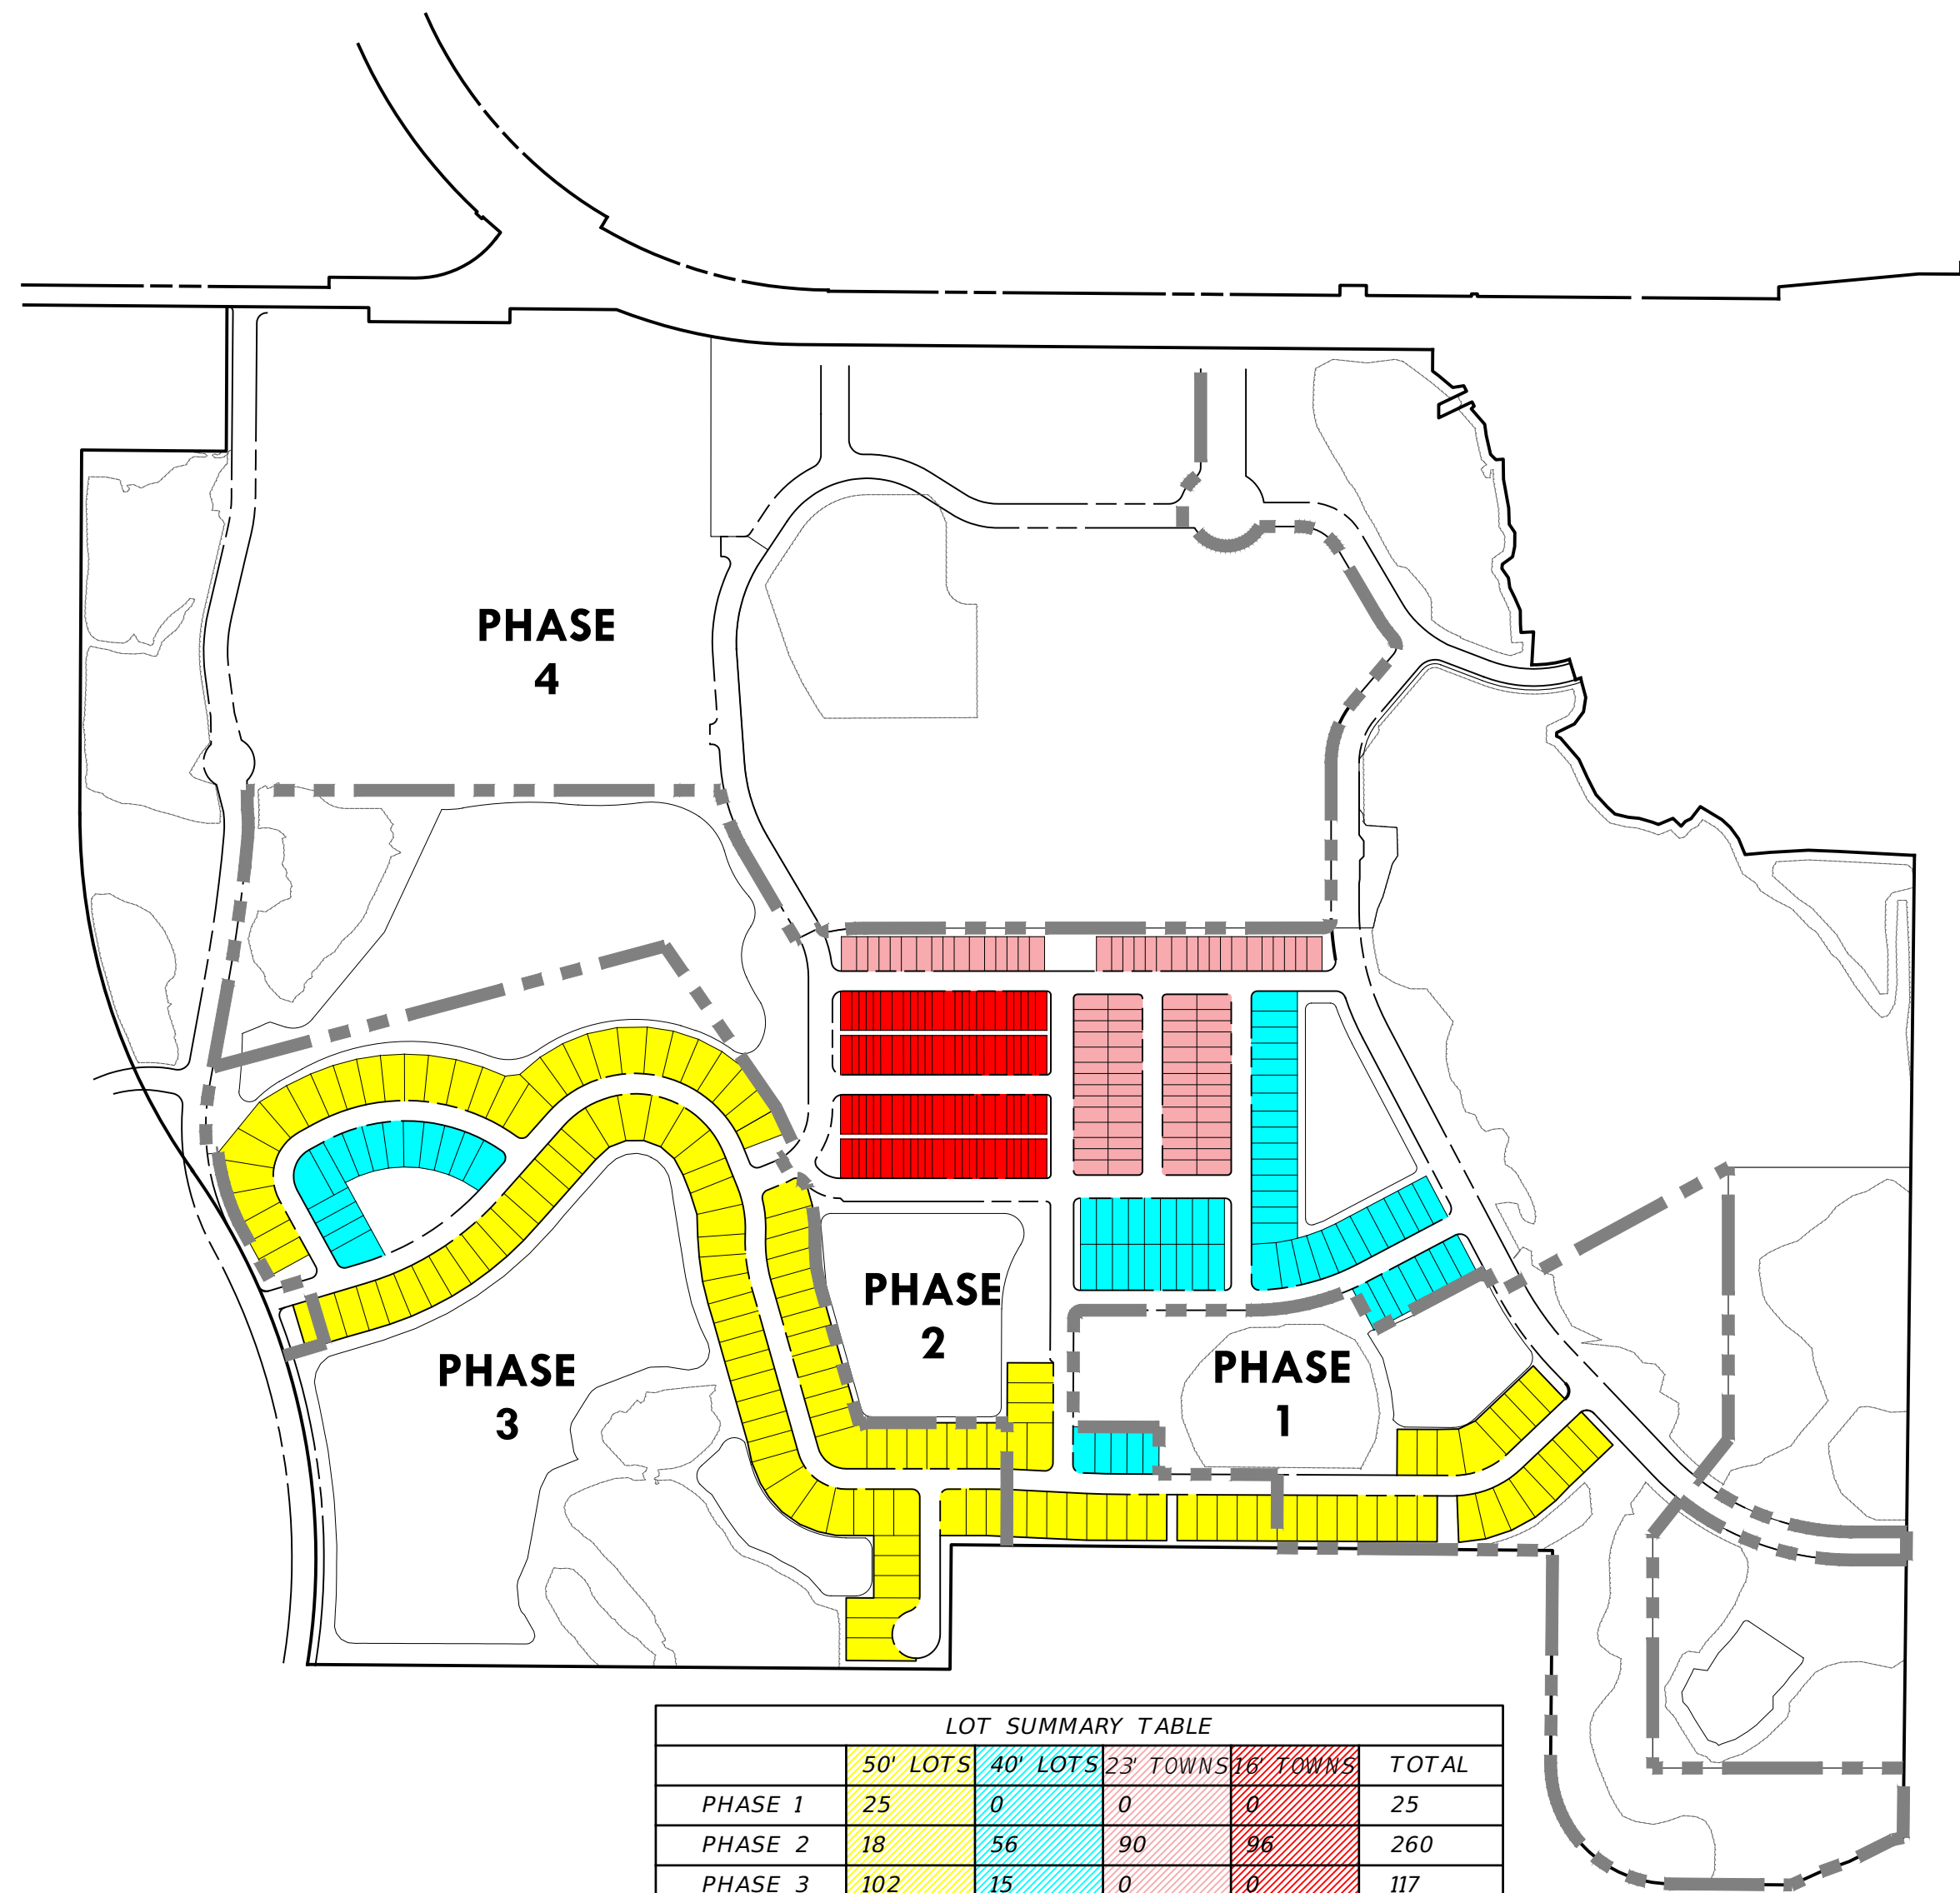 PHASE
4
PHASE
2
PHASE
1
PHASE
3
LOT SUMMARY TABLE
50' LOTS 40' LOTS 23' TOWNS 16' TOWNS TOTAL
PHASE 1 25 0 0 0 25
PHASE 2 18 56 90 96 260
PHASE 3 102 15 0 0 117